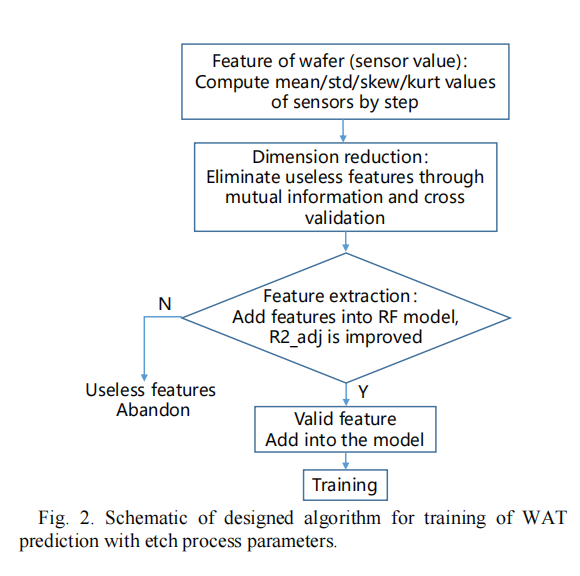 Feature of wafer (sensor value):
Compute mean/std/skew/kurt values
of sensors by step
Dimension reduction:
Eliminate useless features through
mutual information and cross
validation
Feature extraction:
Add features into RF model,
R2_adj is improved
N
Useless features
Abandon
Y
Valid feature
Add into the model
Training
Fig. 2. Schematic of designed algorithm for training of WAT
prediction with etch process parameters.